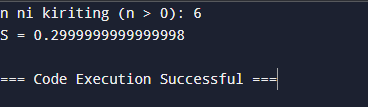 n ni kiriting (n > 0): 6
S = 0.2999999999999998
=== Code Execution Successful ===